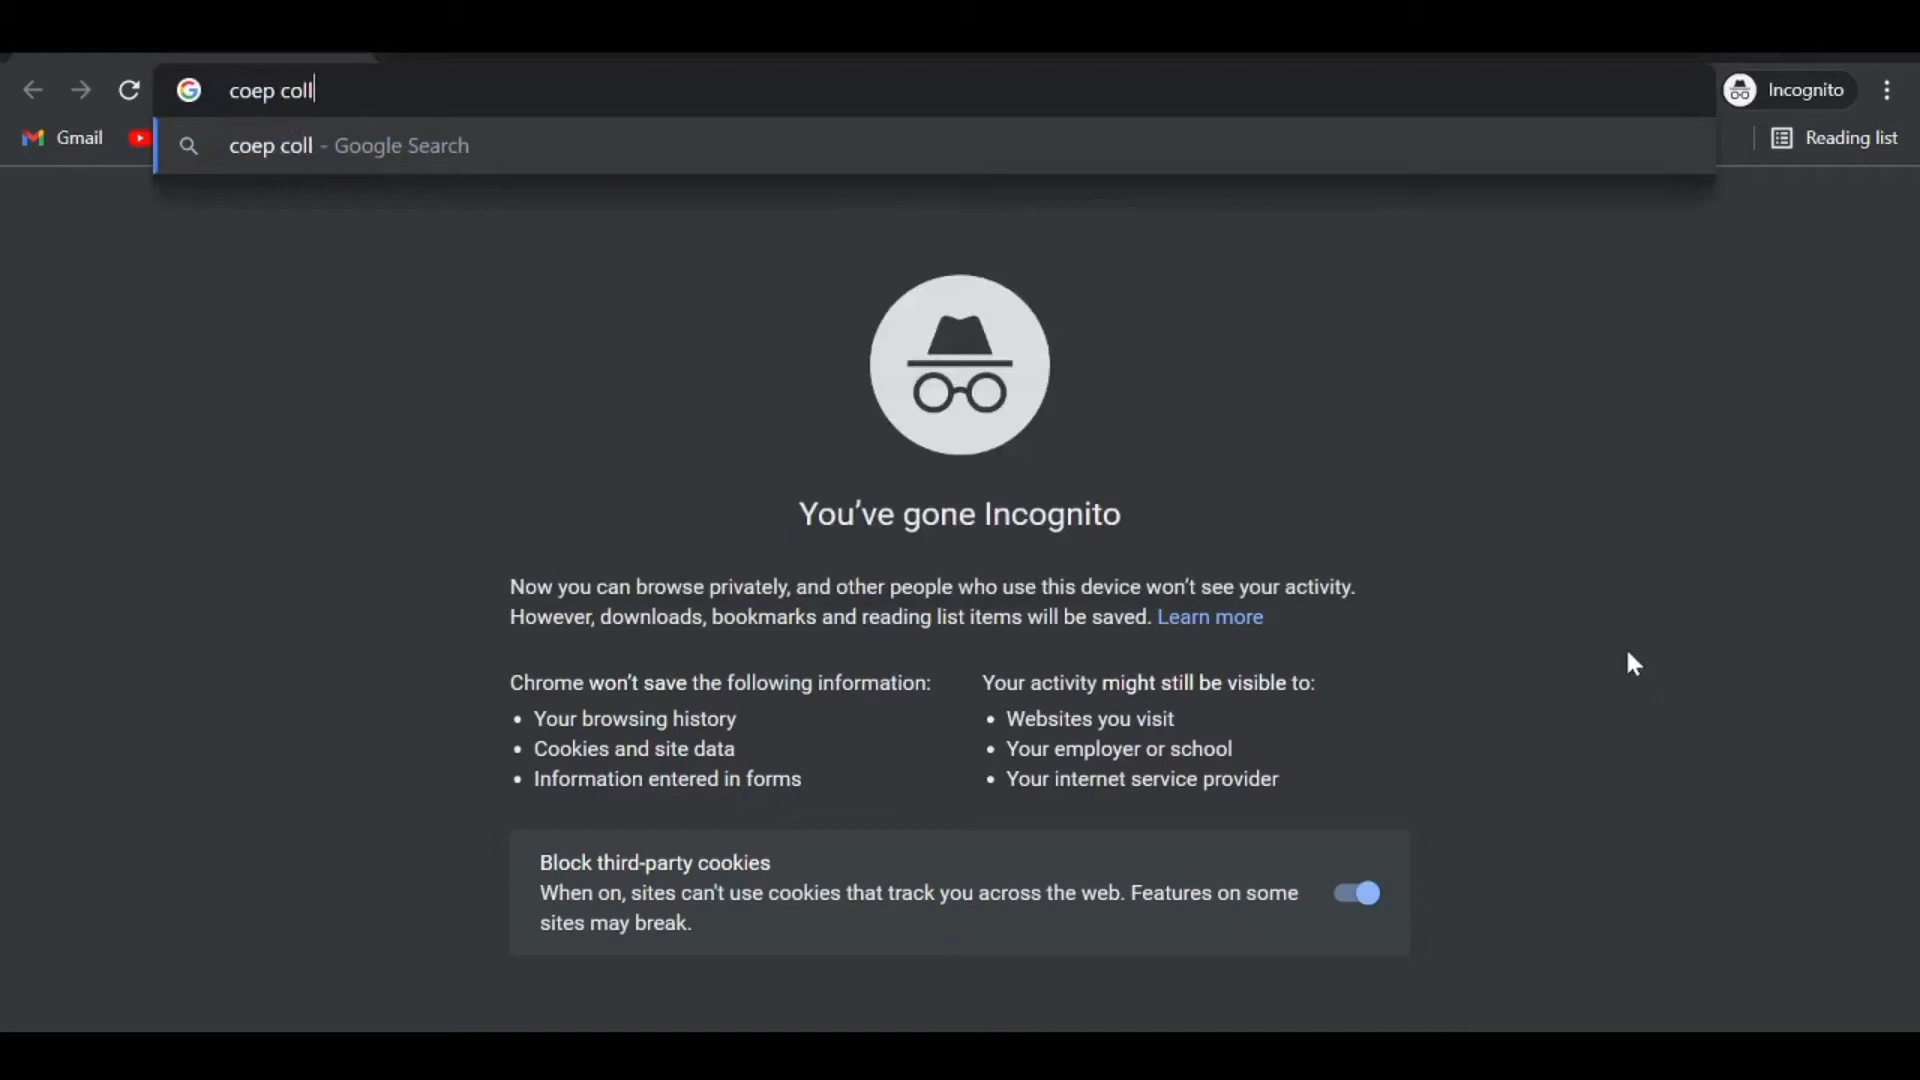 coep coll
Incognito
Gmail
coep coll - Google Search
Reading list
You've gone Incognito
Now you can browse privately, and other people who use this device won't see your activity.
However, downloads, bookmarks and reading list items will be saved. Learn more
Chrome won't save the following information:
• Your browsing history
• Cookies and site data
• Information entered in forms
Your activity might still be visible to:
• Websites you visit
• Your employer or school
• Your internet service provider
Block third-party cookies
When on, sites can't use cookies that track you across the web. Features on some
sites may break.